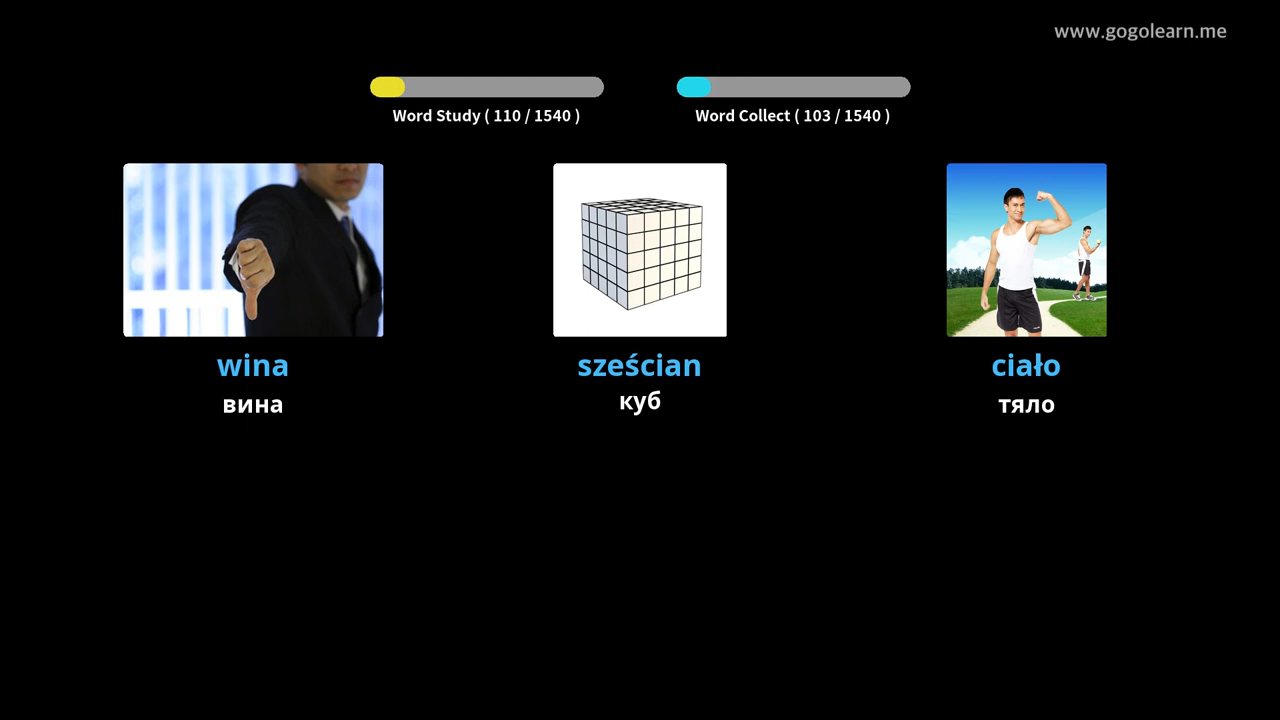 www.gogolearn.me
Word Study ( 110 / 1540 )
Word Collect ( 103 / 1540 )
wina
вина
sześcian
куб
ciało
тяло